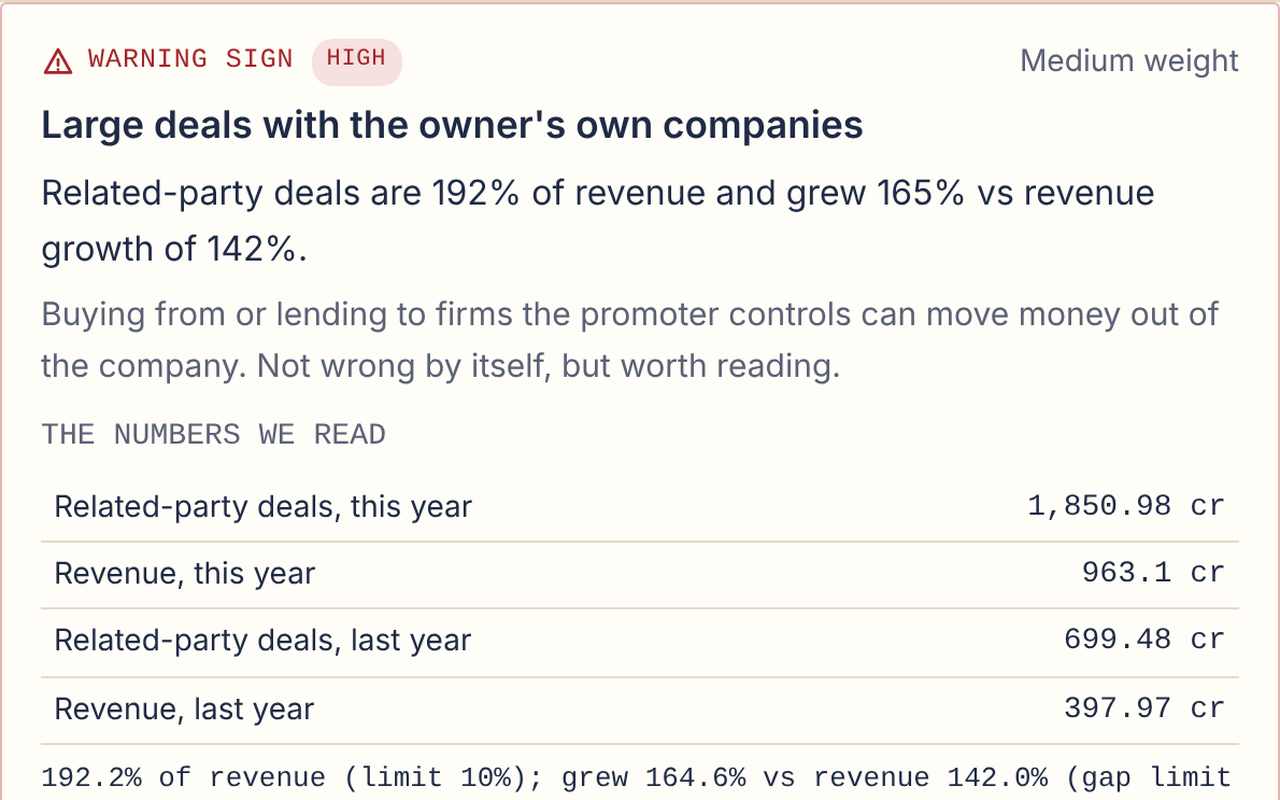 WARNING SIGN HIGH Medium weight
Large deals with the owner's own companies
Related-party deals are 192% of revenue and grew 165% vs revenue
growth of 142%.
Buying from or lending to firms the promoter controls can move money out of
the company. Not wrong by itself, but worth reading.
THE NUMBERS WE READ
Related-party deals, this year 1,850.98 cr
Revenue, this year 963.1 cr
Related-party deals, last year 699.48 cr
Revenue, last year 397.97 cr
192.2% of revenue (limit 10%); grew 164.6% vs revenue 142.0% (gap limit